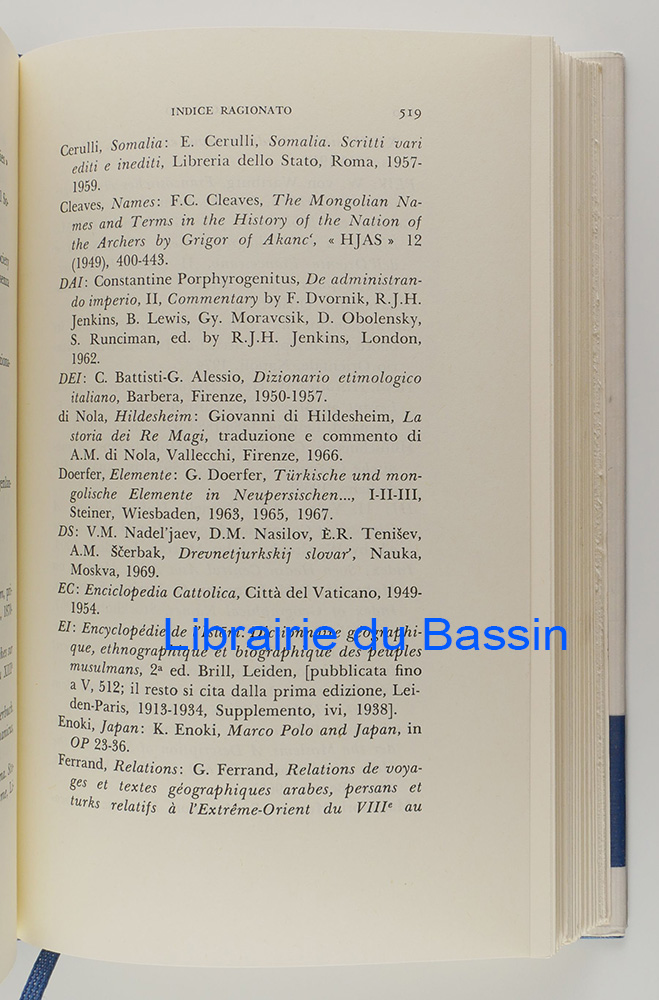 INDICE RAGIONATO 519
Cerulli, Somalia: E. Cerulli, Somalia. Scritti vari
editi e inediti, Libreria dello Stato, Roma, 1957-
1959.
Cleaves, Names: F.C. Cleaves, The Mongolian Na-
mes and Terms in the History of the Nation of
the Archers by Grigor of Akancʻ, « HJAS » 12
(1949), 400-443.
DAI: Constantine Porphyrogenitus, De administran-
do imperio, II, Commentary by F. Dvornik, R.J.H.
Jenkins, B. Lewis, Gy. Moravcsik, D. Obolensky,
S. Runciman, ed. by R.J.H. Jenkins, London,
1962.
DEI: C. Battisti-G. Alessio, Dizionario etimologico
italiano, Barbera, Firenze, 1950-1957.
di Nola, Hildesheim: Giovanni di Hildesheim, La
storia dei Re Magi, traduzione e commento di
A.M. di Nola, Vallecchi, Firenze, 1966.
Doerfer, Elemente: G. Doerfer, Türkische und mon-
golische Elemente in Neupersischen..., I-II-III,
Steiner, Wiesbaden, 1963, 1965, 1967.
DS: V.M. Nadel'jaev, D.M. Nasilov, È.R. Tenišev,
A.M. Ščerbak, Drevnetjurkskij slovar', Nauka,
Moskva, 1969.
EC: Enciclopedia Cattolica, Città del Vaticano, 1949-
1954.
EI: Encyclopédie de l'Islam. Dictionnaire géographi-
que, ethnographique et biographique des peuples
musulmans, 2ª ed. Brill, Leiden, [pubblicata fino
a V, 512; il resto si cita dalla prima edizione, Lei-
den-Paris, 1913-1934, Supplemento, ivi, 1938].
Enoki, Japan: K. Enoki, Marco Polo and Japan, in
OP 23-36.
Ferrand, Relations: G. Ferrand, Relations de voya-
ges et textes géographiques arabes, persans et
turks relatifs à l'Extrême-Orient du VIIIe au
Librairie du Bassin